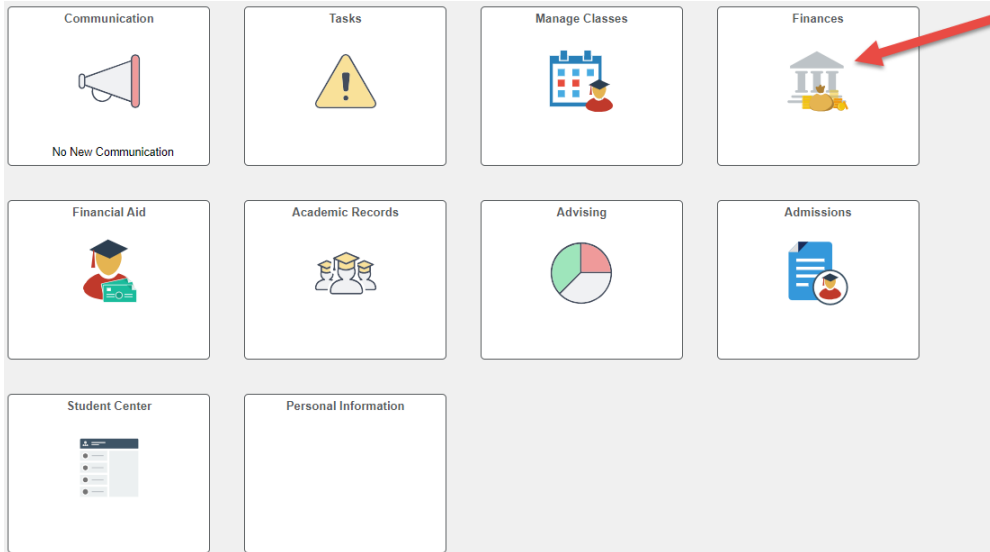 Communication
Tasks
Manage Classes
Finances
No New Communication
Financial Aid
Academic Records
Advising
Admissions
Student Center
Personal Information